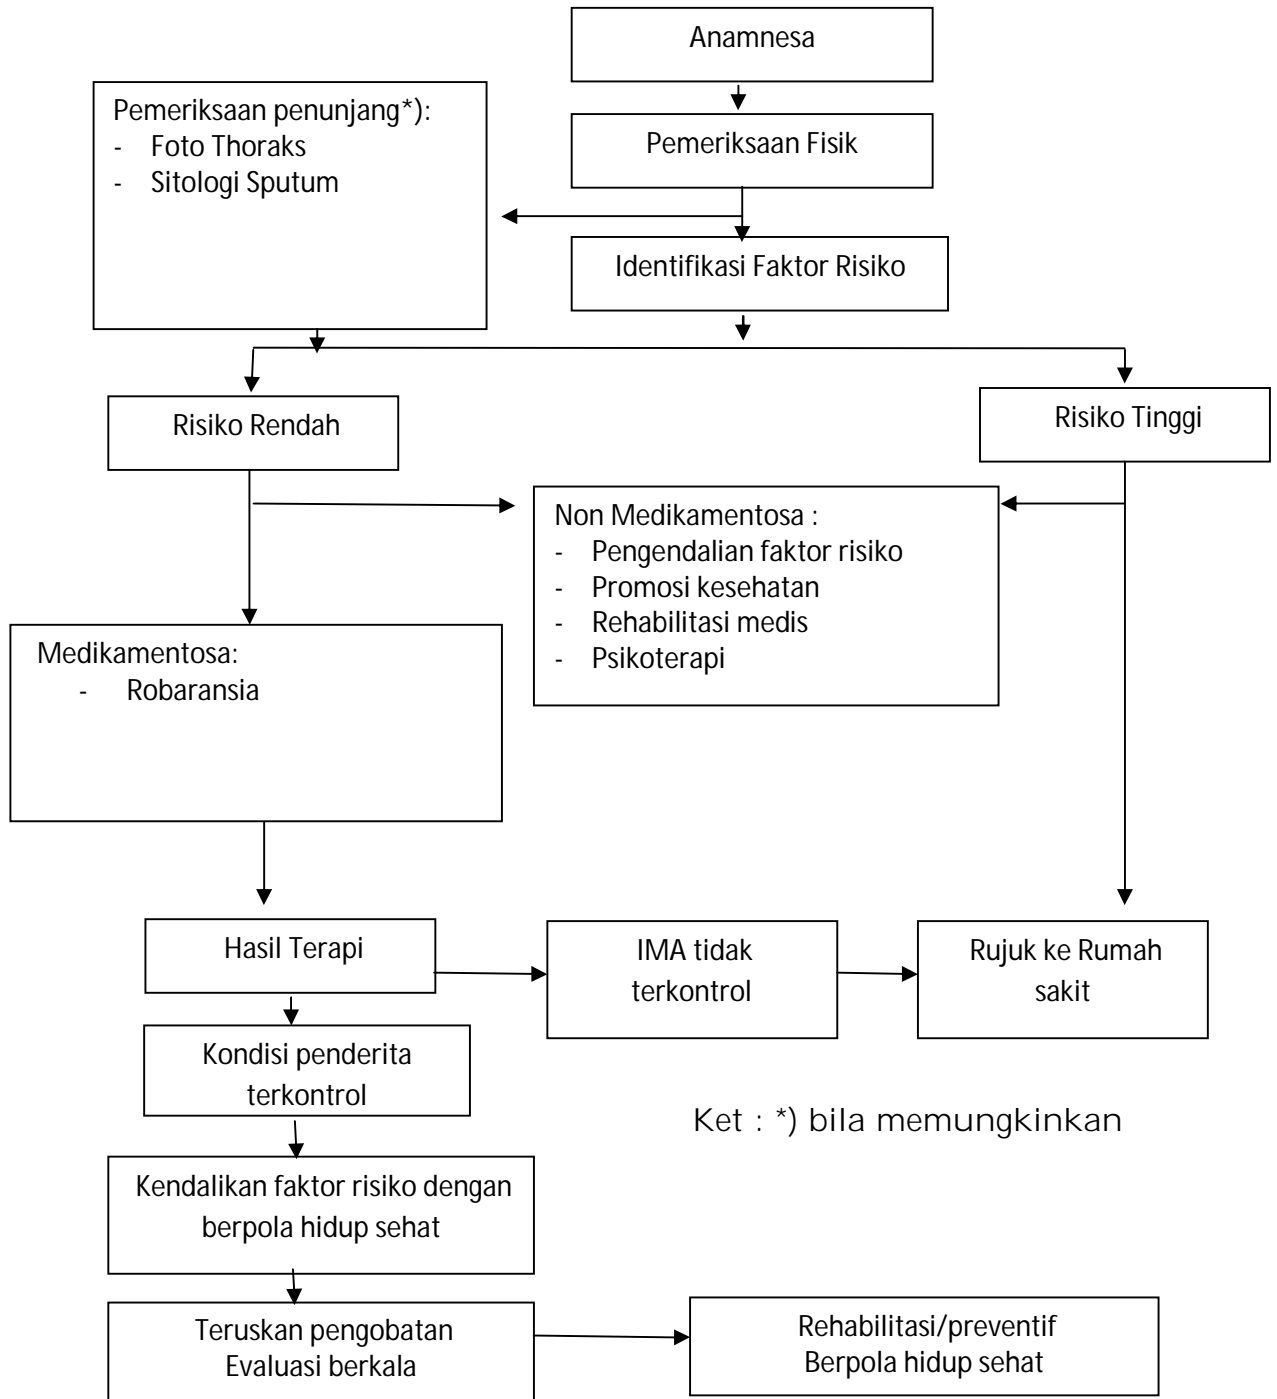 Anamnesa
Pemeriksaan penunjang*):
- Foto Thoraks
- Sitologi Sputum
Pemeriksaan Fisik
Identifikasi Faktor Risiko
Risiko Rendah
Risiko Tinggi
Non Medikamentosa :
- Pengendalian faktor risiko
- Promosi kesehatan
- Rehabilitasi medis
- Psikoterapi
Medikamentosa:
- Robaransia
Hasil Terapi
IMA tidak
terkontrol
Rujuk ke Rumah
sakit
Kondisi penderita
terkontrol
Ket : *) bila memungkinkan
Kendalikan faktor risiko dengan
berpola hidup sehat
Teruskan pengobatan
Evaluasi berkala
Rehabilitasi/preventif
Berpola hidup sehat